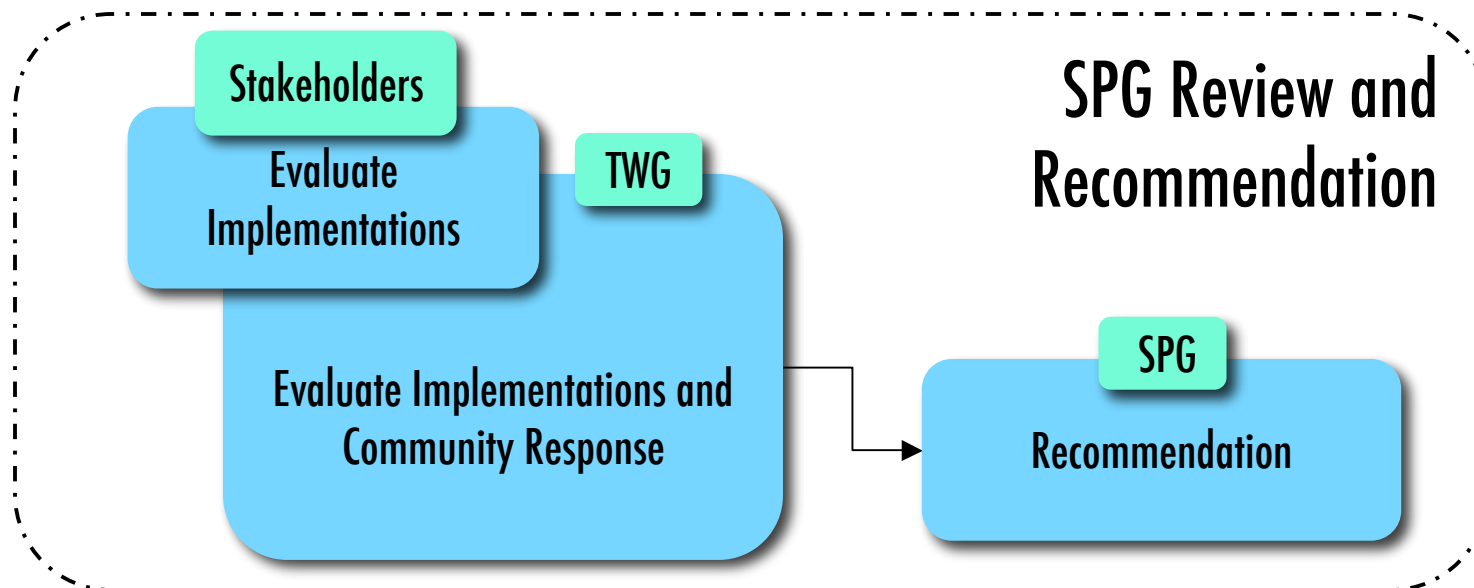 Stakeholders
Evaluate
Implementations
TWG
SPG Review and
Recommendation
Evaluate Implementations and
Community Response
SPG
Recommendation